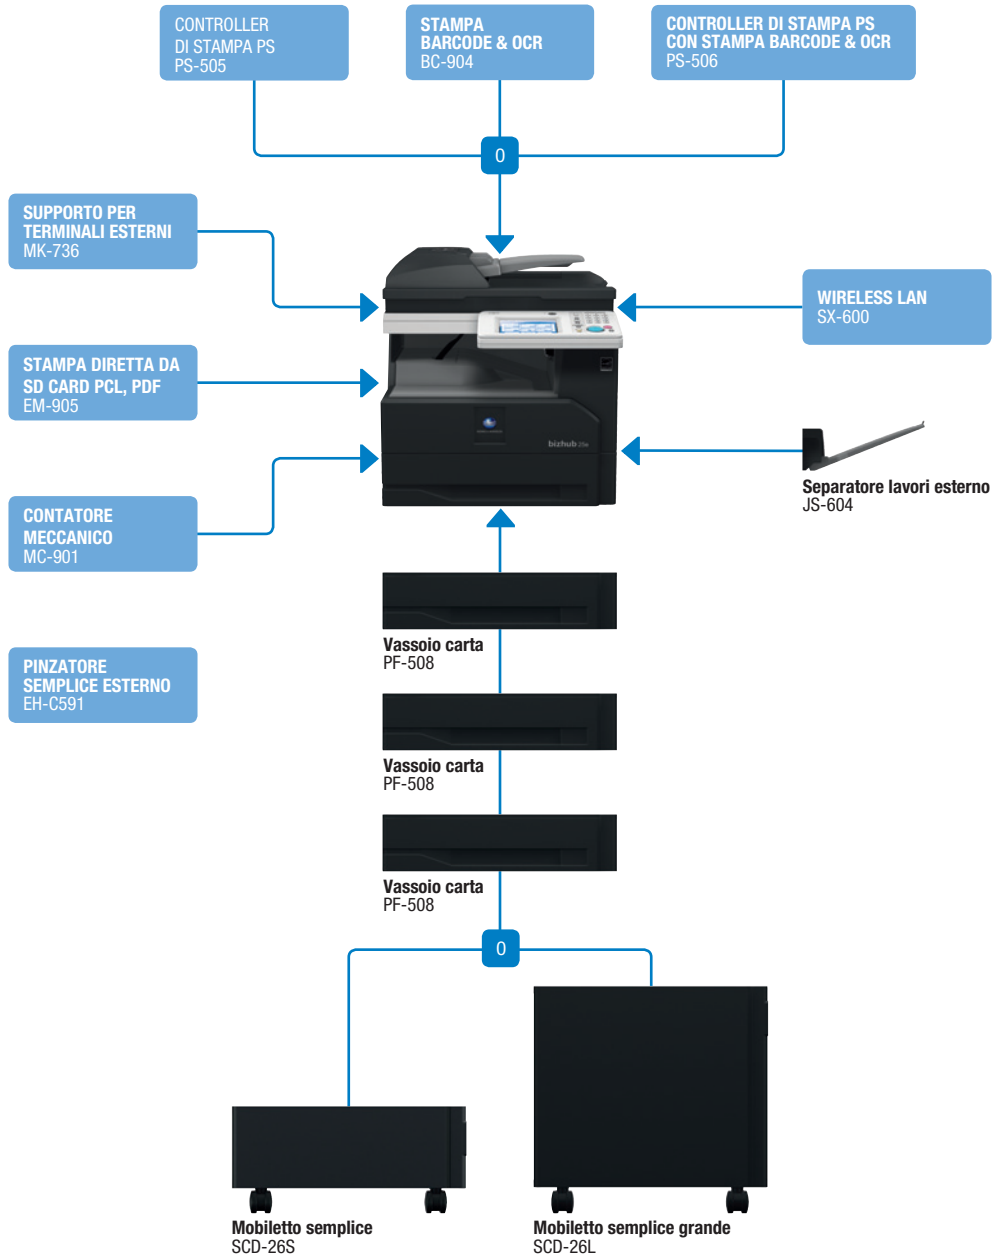 CONTROLLER
DI STAMPA PS
PS-505
STAMPA
BARCODE & OCR
BC-904
CONTROLLER DI STAMPA PS
CON STAMPA BARCODE & OCR
PS-506
0
SUPPORTO PER
TERMINALI ESTERNI
MK-736
WIRELESS LAN
SX-600
STAMPA DIRETTA DA
SD CARD PCL, PDF
EM-905
bizhub 25e
Separatore lavori esterno
JS-604
CONTATORE
MECCANICO
MC-901
Vassoio carta
PF-508
PINZATORE
SEMPLICE ESTERNO
EH-C591
Vassoio carta
PF-508
Vassoio carta
PF-508
0
Mobiletto semplice
SCD-26S
Mobiletto semplice grande
SCD-26L